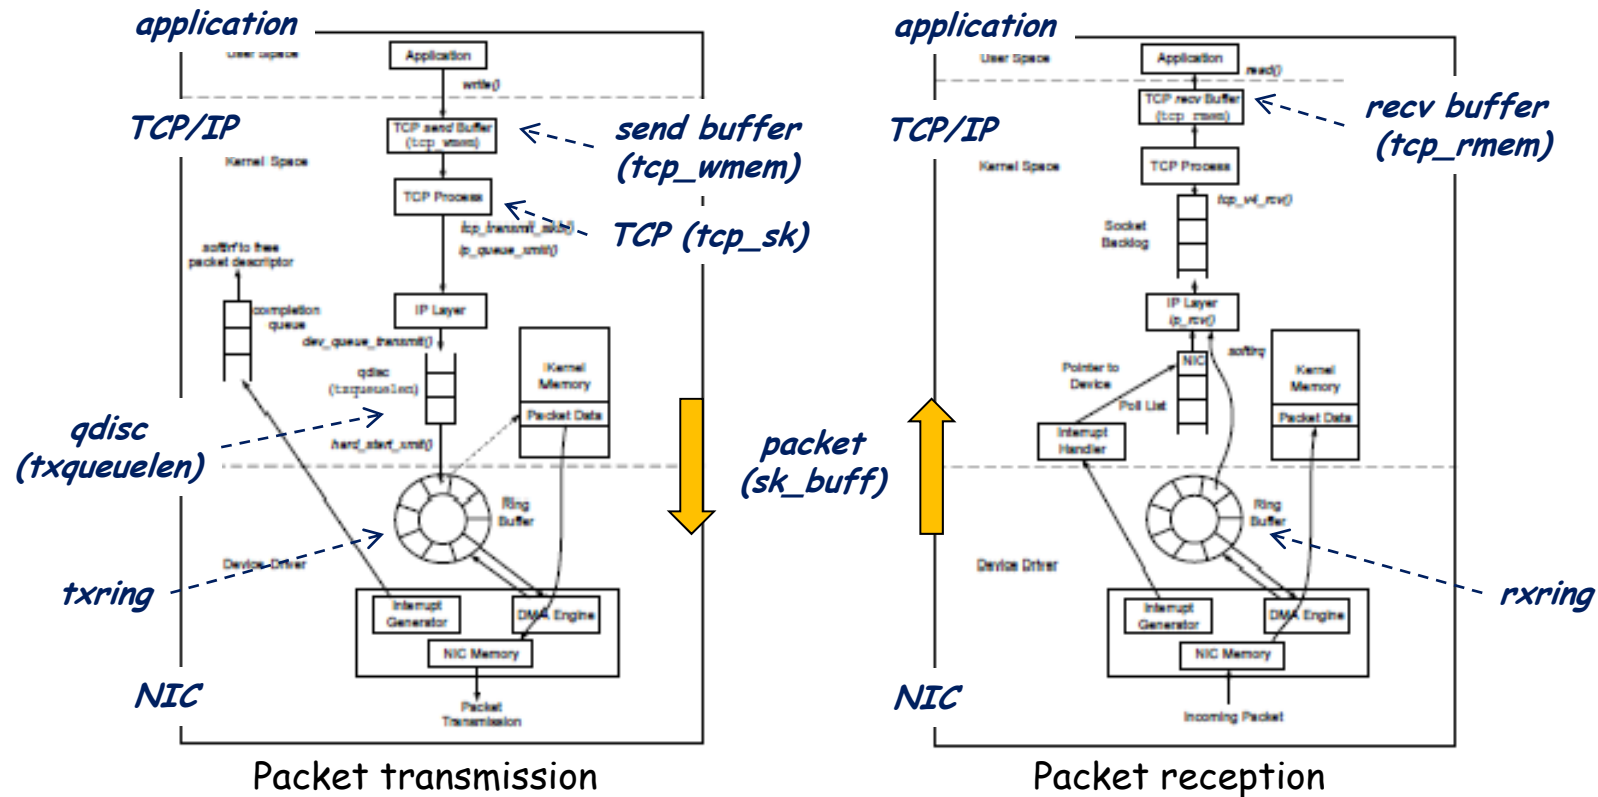 application
User Space
Application
write()
TCP/IP
TCP send Buffer
(tcp_wmem)
send buffer
(tcp_wmem)
Kernel Space
TCP Process
tcp_transmit_skb()
TCP (tcp_sk)
ip_queue_xmit()
softirf to free
packet descriptor
IP Layer
completion
queue
dev_queue_transmit()
qdisc
(txqueuelen)
Kernel
Memory
Packet Data
qdisc
(txqueuelen)
hard_start_xmit()
Ring
Buffer
Device Driver
txring
Interrupt
Generator
DMA Engine
NIC Memory
NIC
Packet
Transmission
Packet transmission
packet
(sk_buff)
application
User Space
Application
read()
TCP/IP
TCP recv Buffer
(tcp_rmem)
recv buffer
(tcp_rmem)
Kernel Space
TCP Process
tcp_v4_rcv()
Socket
Backlog
IP Layer
ip_rcv()
softirq
NIC
Pointer to
Device
Poll List
Kernel
Memory
Packet Data
Interrupt
Handler
Ring
Buffer
Device Driver
rxring
Interrupt
Generator
DMA Engine
NIC Memory
NIC
Incoming Packet
Packet reception